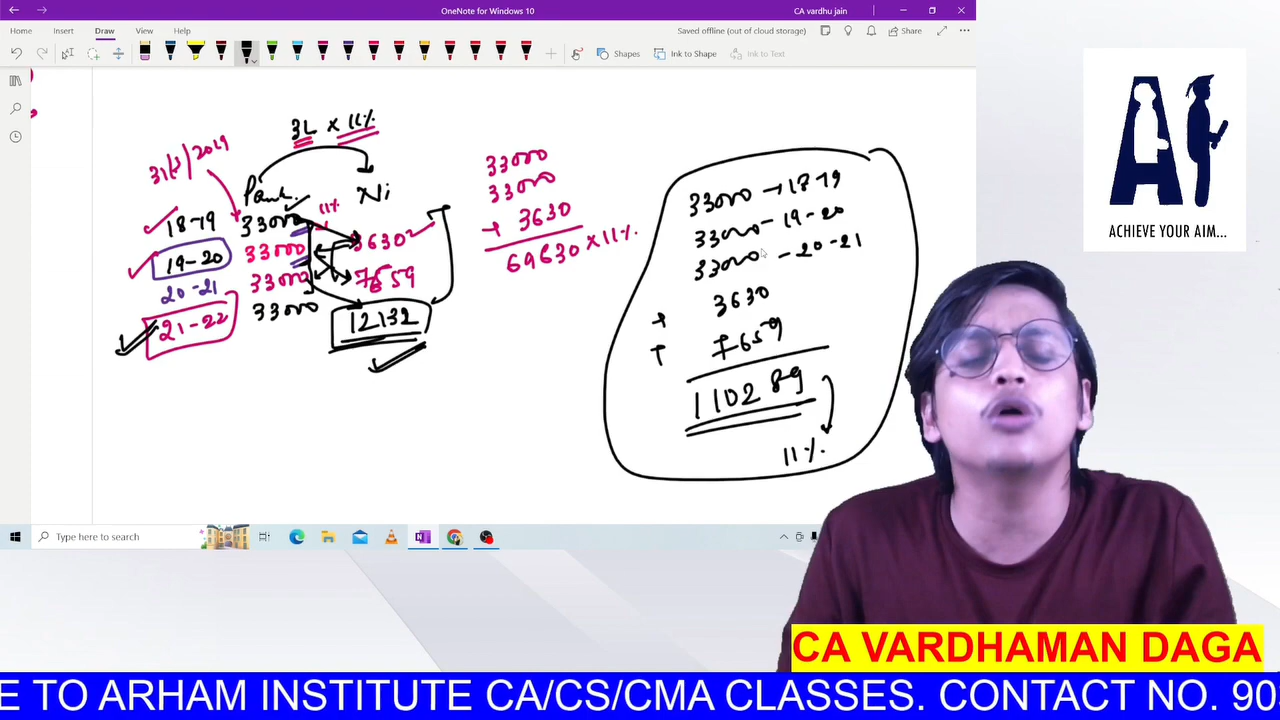 OneNote for Windows 10
CA vardhu jain
Home
Insert
Draw
View
Help
Saved offline (out of cloud storage)
Share
Shapes
Ink to Shape
Ink to Text
3L x 11%
31/3/2019
Ni
11%
18-19 33000
19-20 33000 3630
20-21 33000 7659
21-22 33000 12132
33000
33000
+ 3630
69630 x 11%
33000 → 18-19
33000 - 19-20
33000 - 20-21
+ 3630
+ 7659
110289
11%
AI
ACHIEVE YOUR AIM...
Type here to search
CA VARDHAMAN DAGA
E TO ARHAM INSTITUTE CA/CS/CMA CLASSES. CONTACT NO. 90